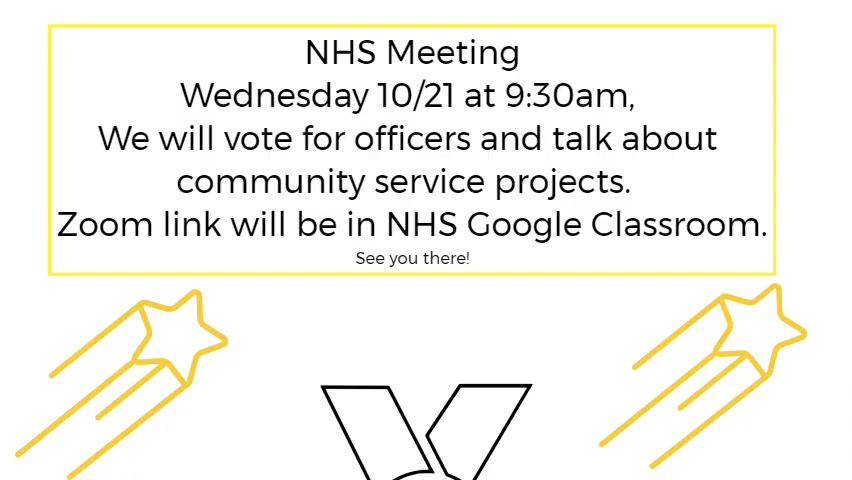 NHS Meeting
Wednesday 10/21 at 9:30am,
We will vote for officers and talk about
community service projects.
Zoom link will be in NHS Google Classroom.
See you there!